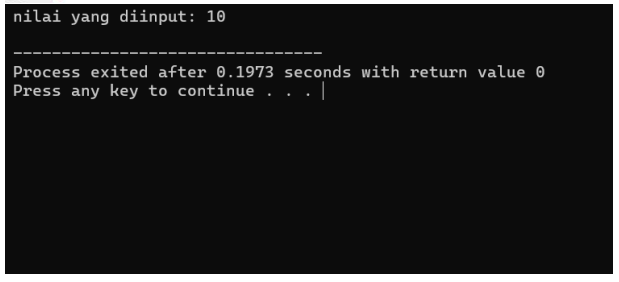 nilai yang diinput: 10
--------------------------------
Process exited after 0.1973 seconds with return value 0
Press any key to continue . . .